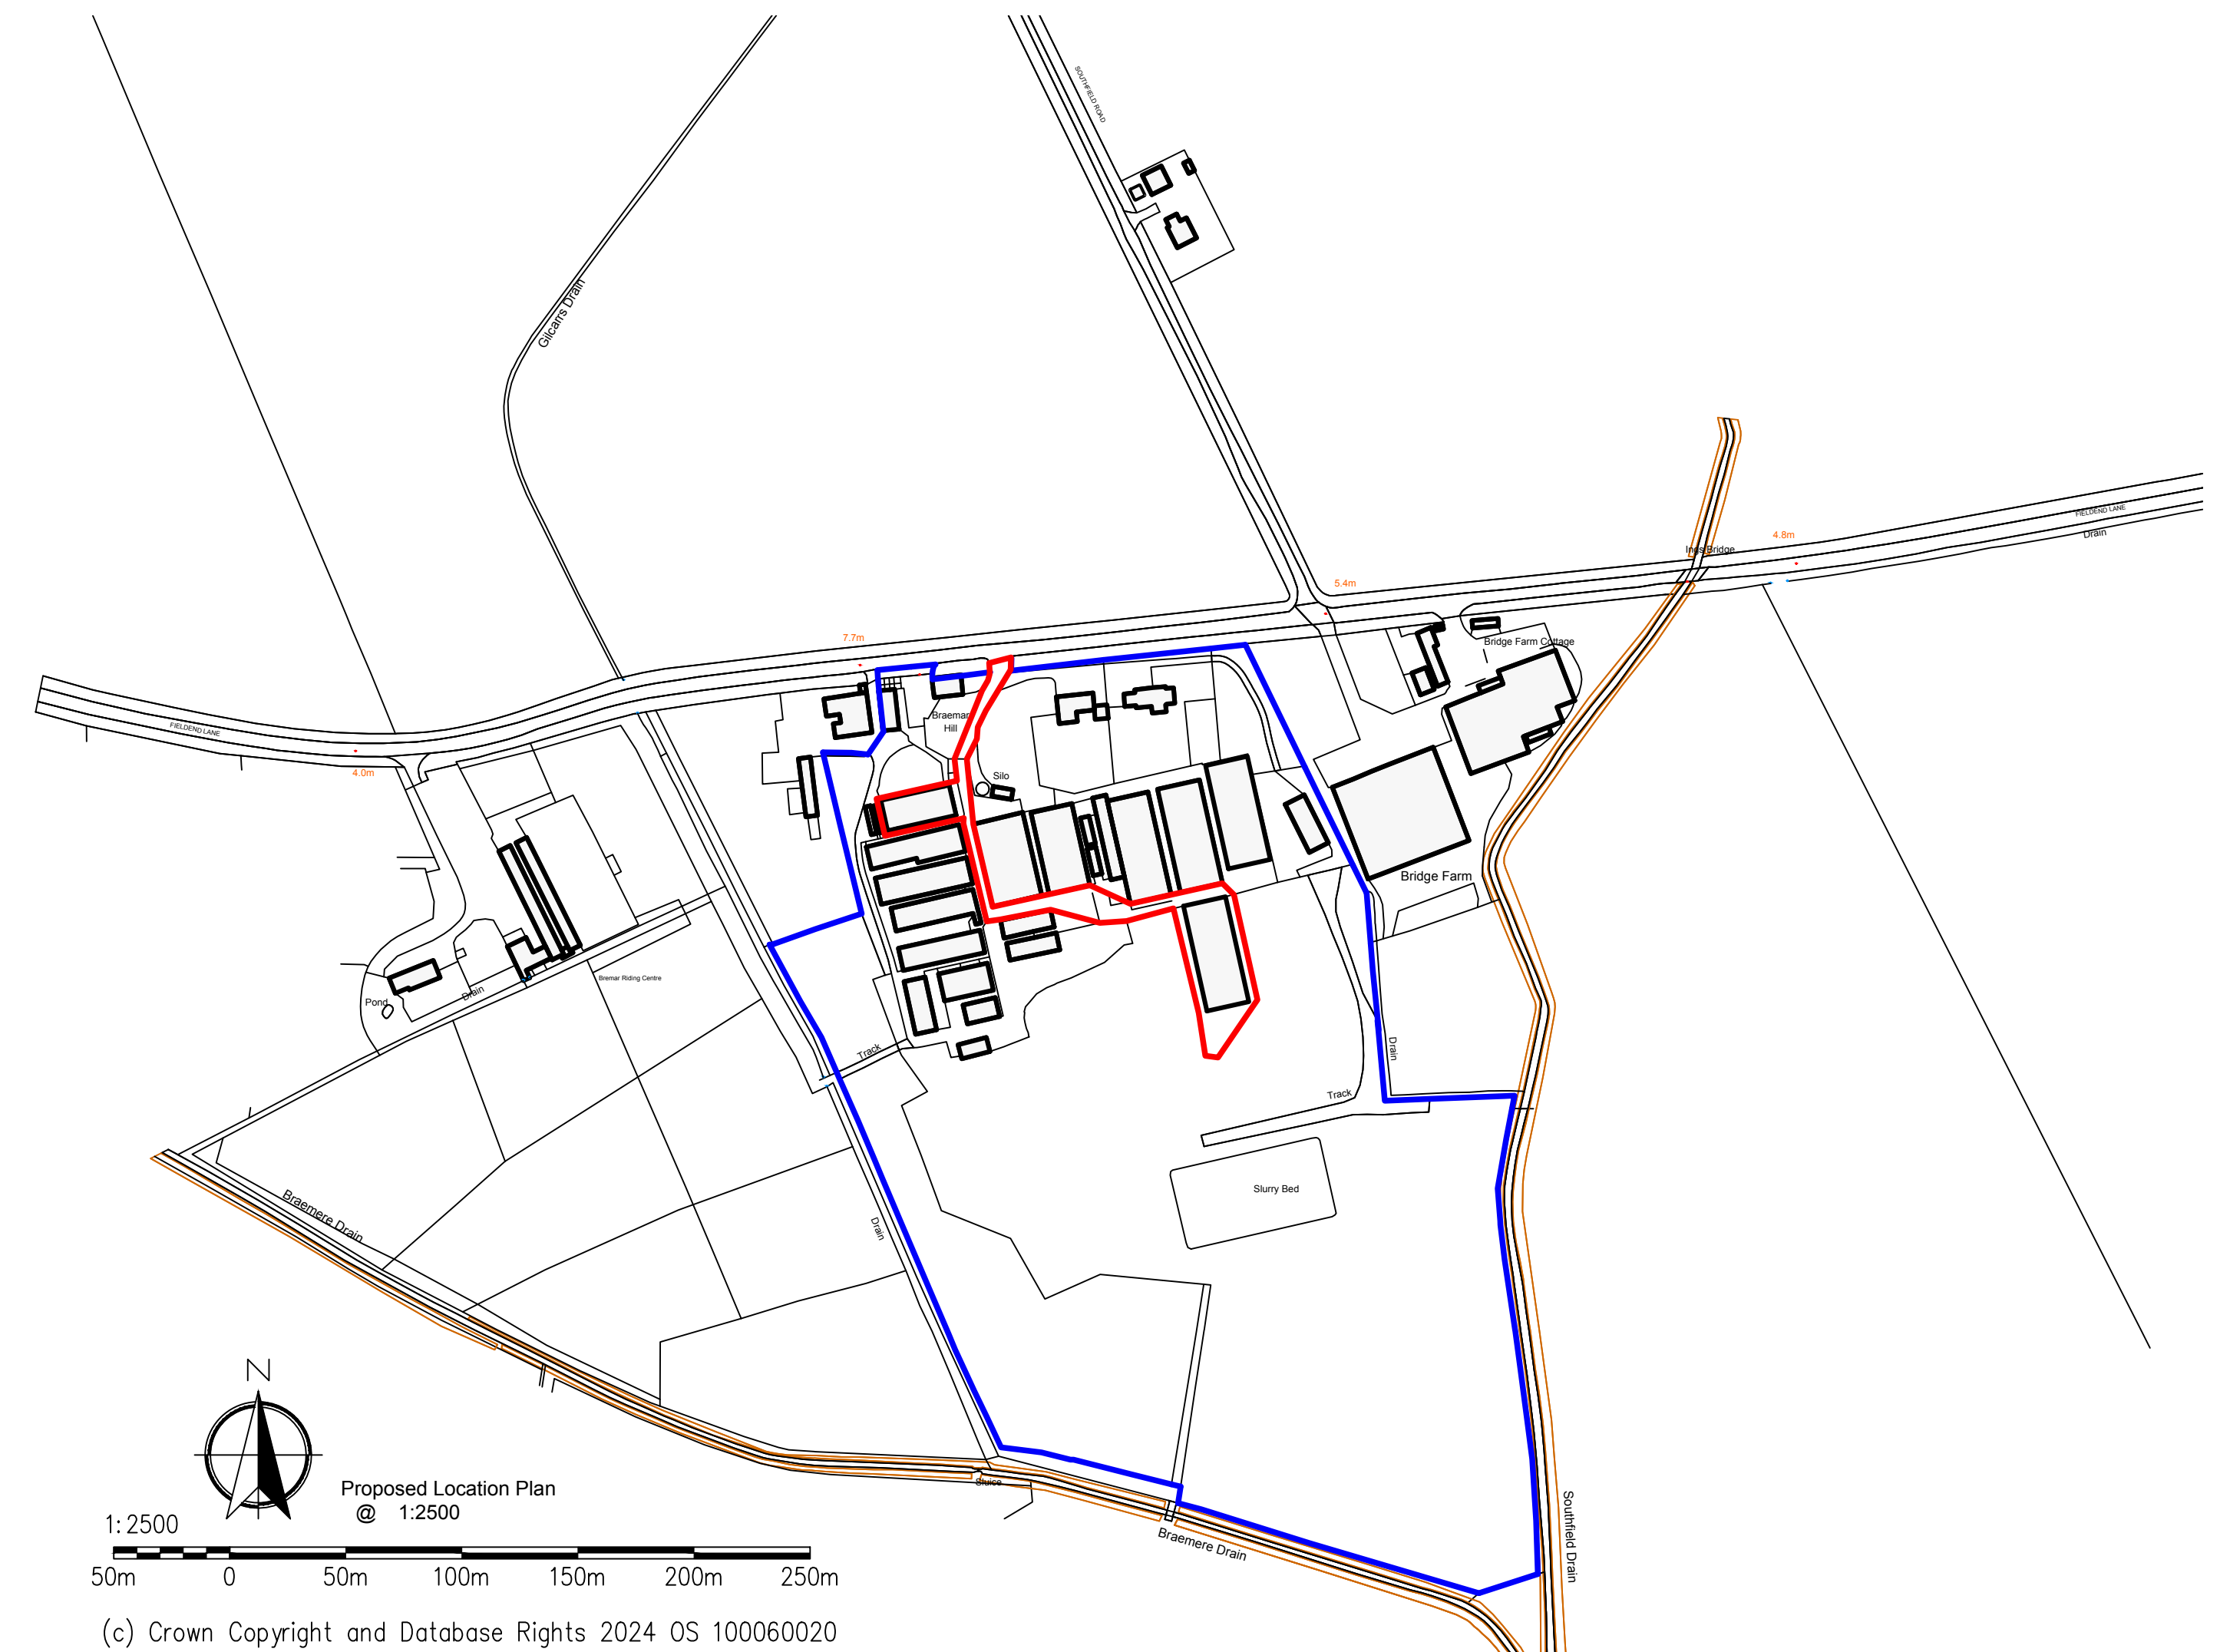 SOUTHFIELD ROAD
Gilcarrs Drain
FIELDEND LANE
Drain
4.8m
Ings Bridge
5.4m
7.7m
Bridge Farm Cottage
Braemar
Hill
FIELDEND LANE
4.0m
Silo
Bridge Farm
Bremar Riding Centre
Drain
Pond
Track
Drain
Track
Slurry Bed
Braemere Drain
Drain
N
Proposed Location Plan
@ 1:2500
Sluice
Southfield Drain
Braemere Drain
1:2500
50m 0 50m 100m 150m 200m 250m
(c) Crown Copyright and Database Rights 2024 OS 100060020